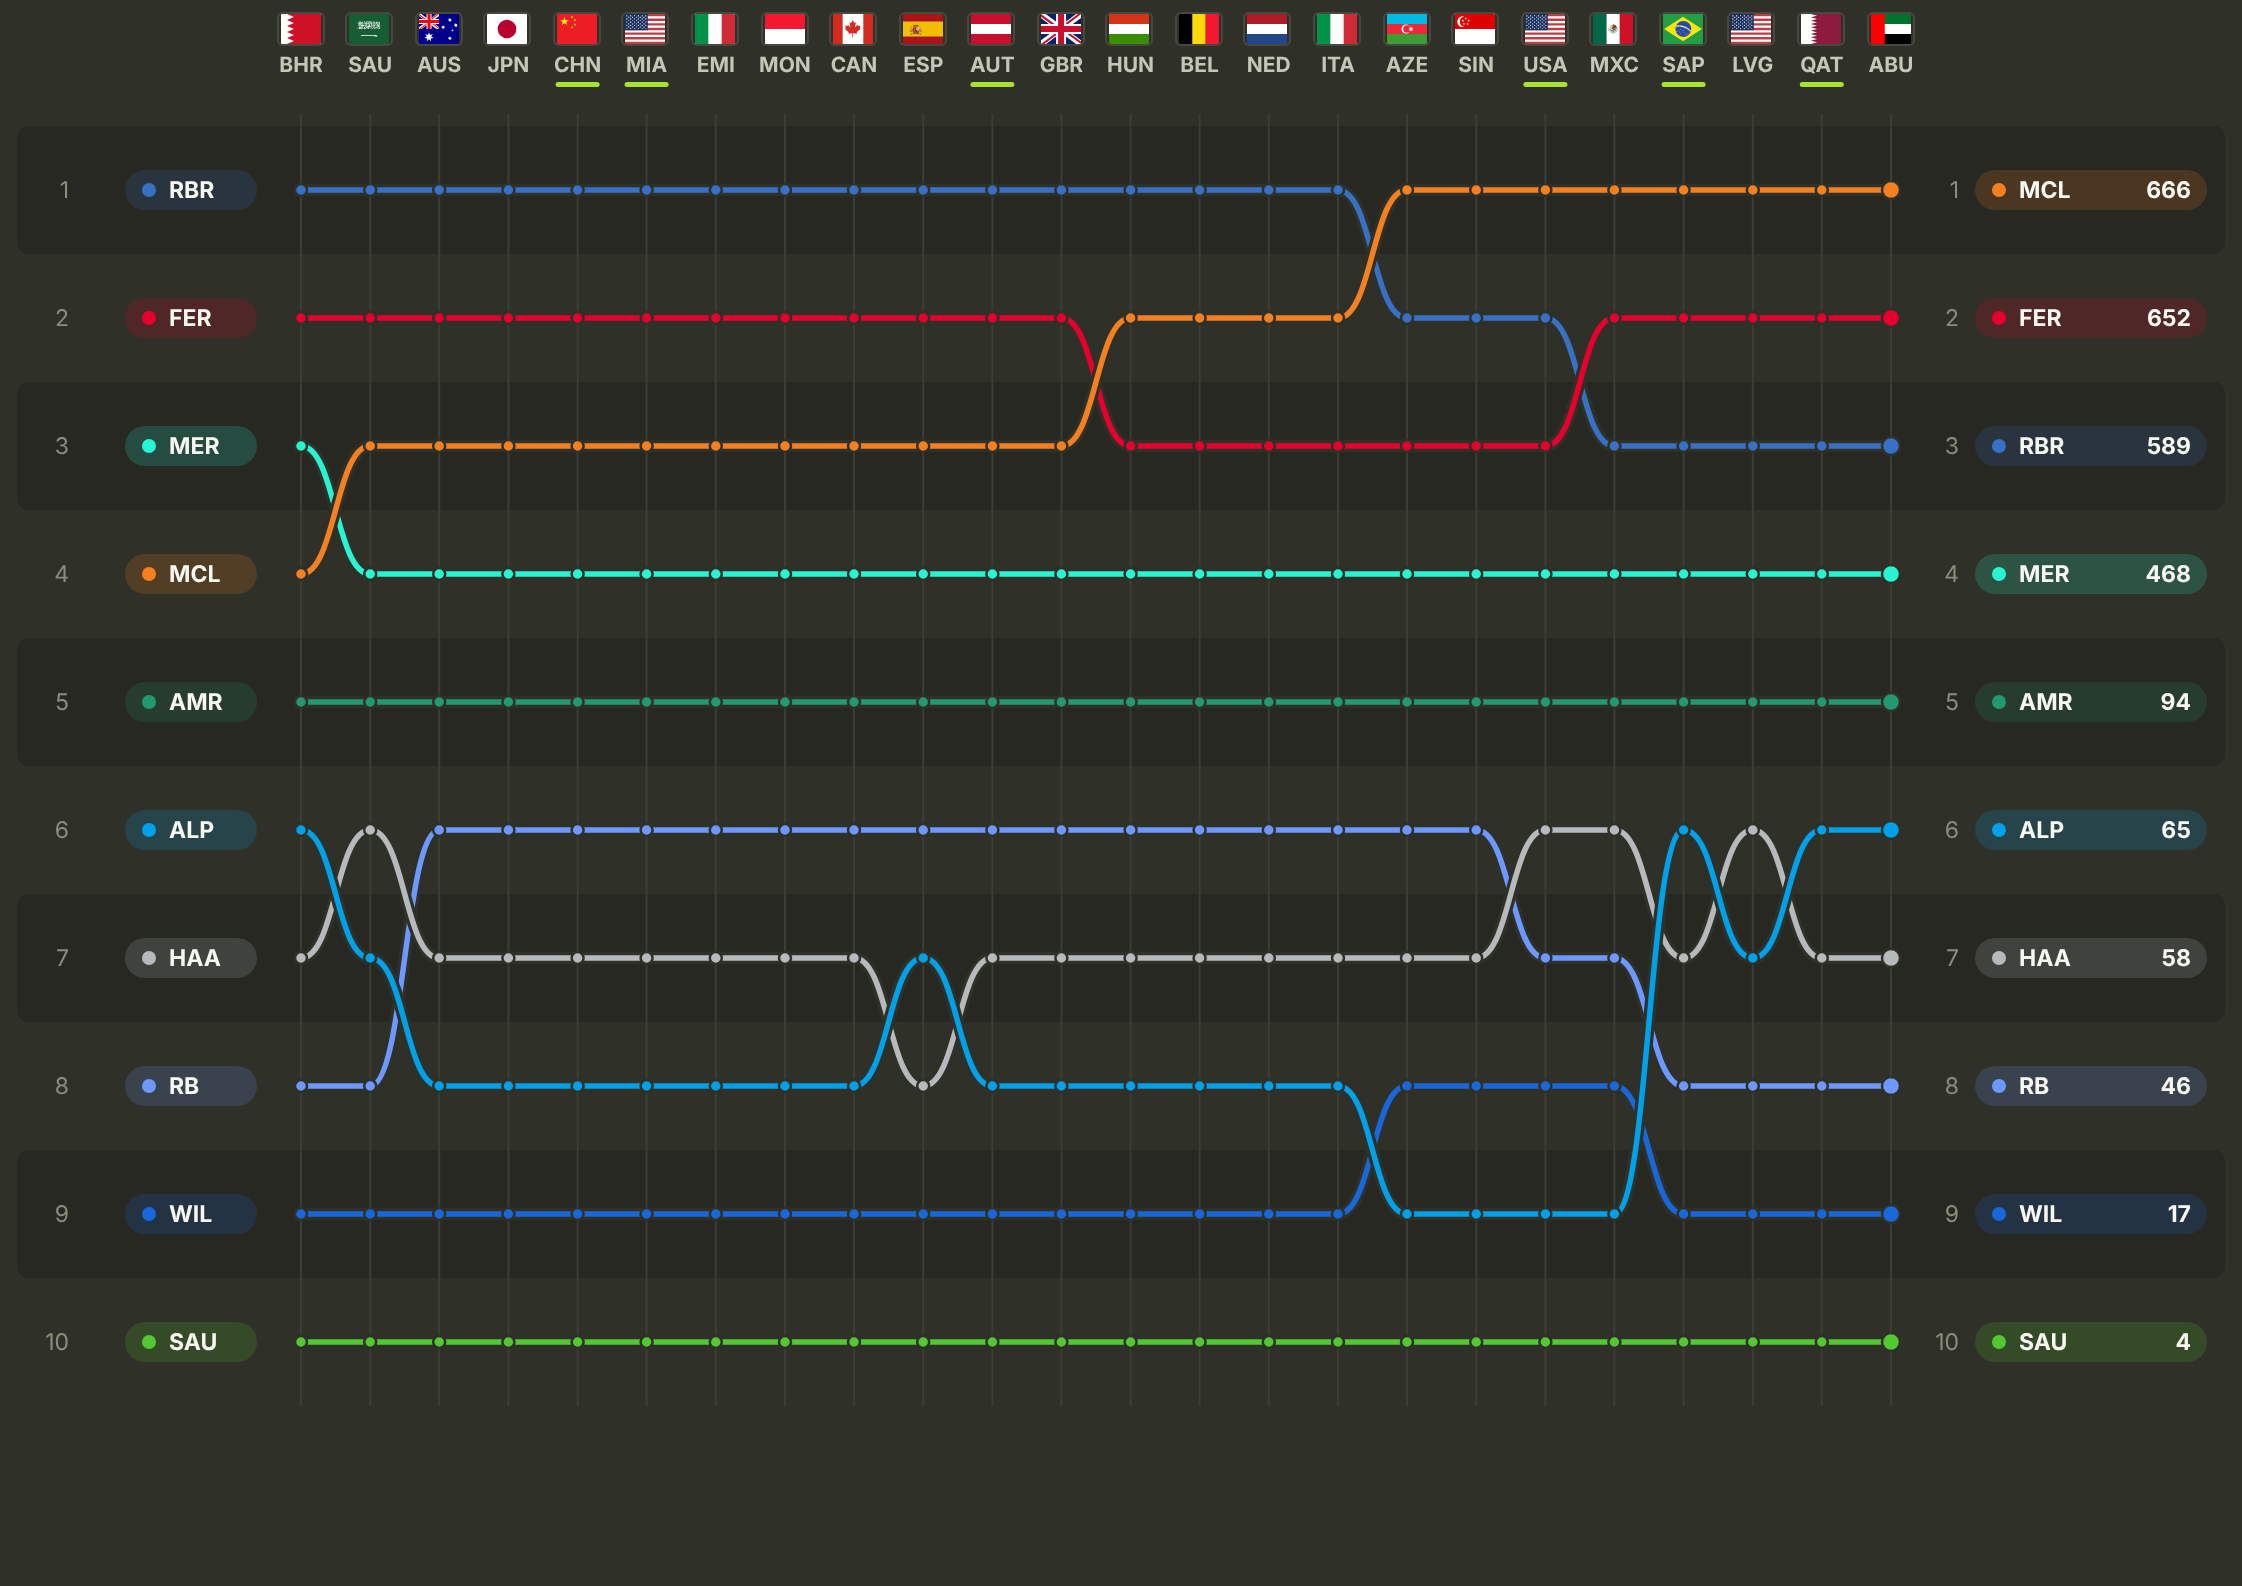 BHR SAU AUS JPN CHN MIA EMI MON CAN ESP AUT GBR HUN BEL NED ITA AZE SIN USA MXC SAP LVG QAT ABU
1 RBR 1 MCL 666
2 FER 2 FER 652
3 MER 3 RBR 589
4 MCL 4 MER 468
5 AMR 5 AMR 94
6 ALP 6 ALP 65
7 HAA 7 HAA 58
8 RB 8 RB 46
9 WIL 9 WIL 17
10 SAU 10 SAU 4